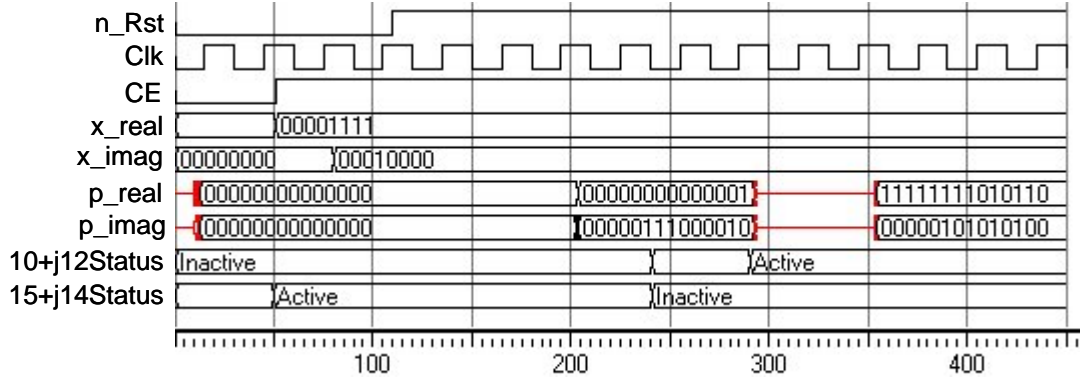 n_Rst
Clk
CE
x_real 00001111
x_imag 00000000 00010000
p_real 00000000000000 00000000000001 11111111010110
p_imag 00000000000000 00000111000010 00000101010100
10+j12Status Inactive Active
15+j14Status Active Inactive
100 200 300 400